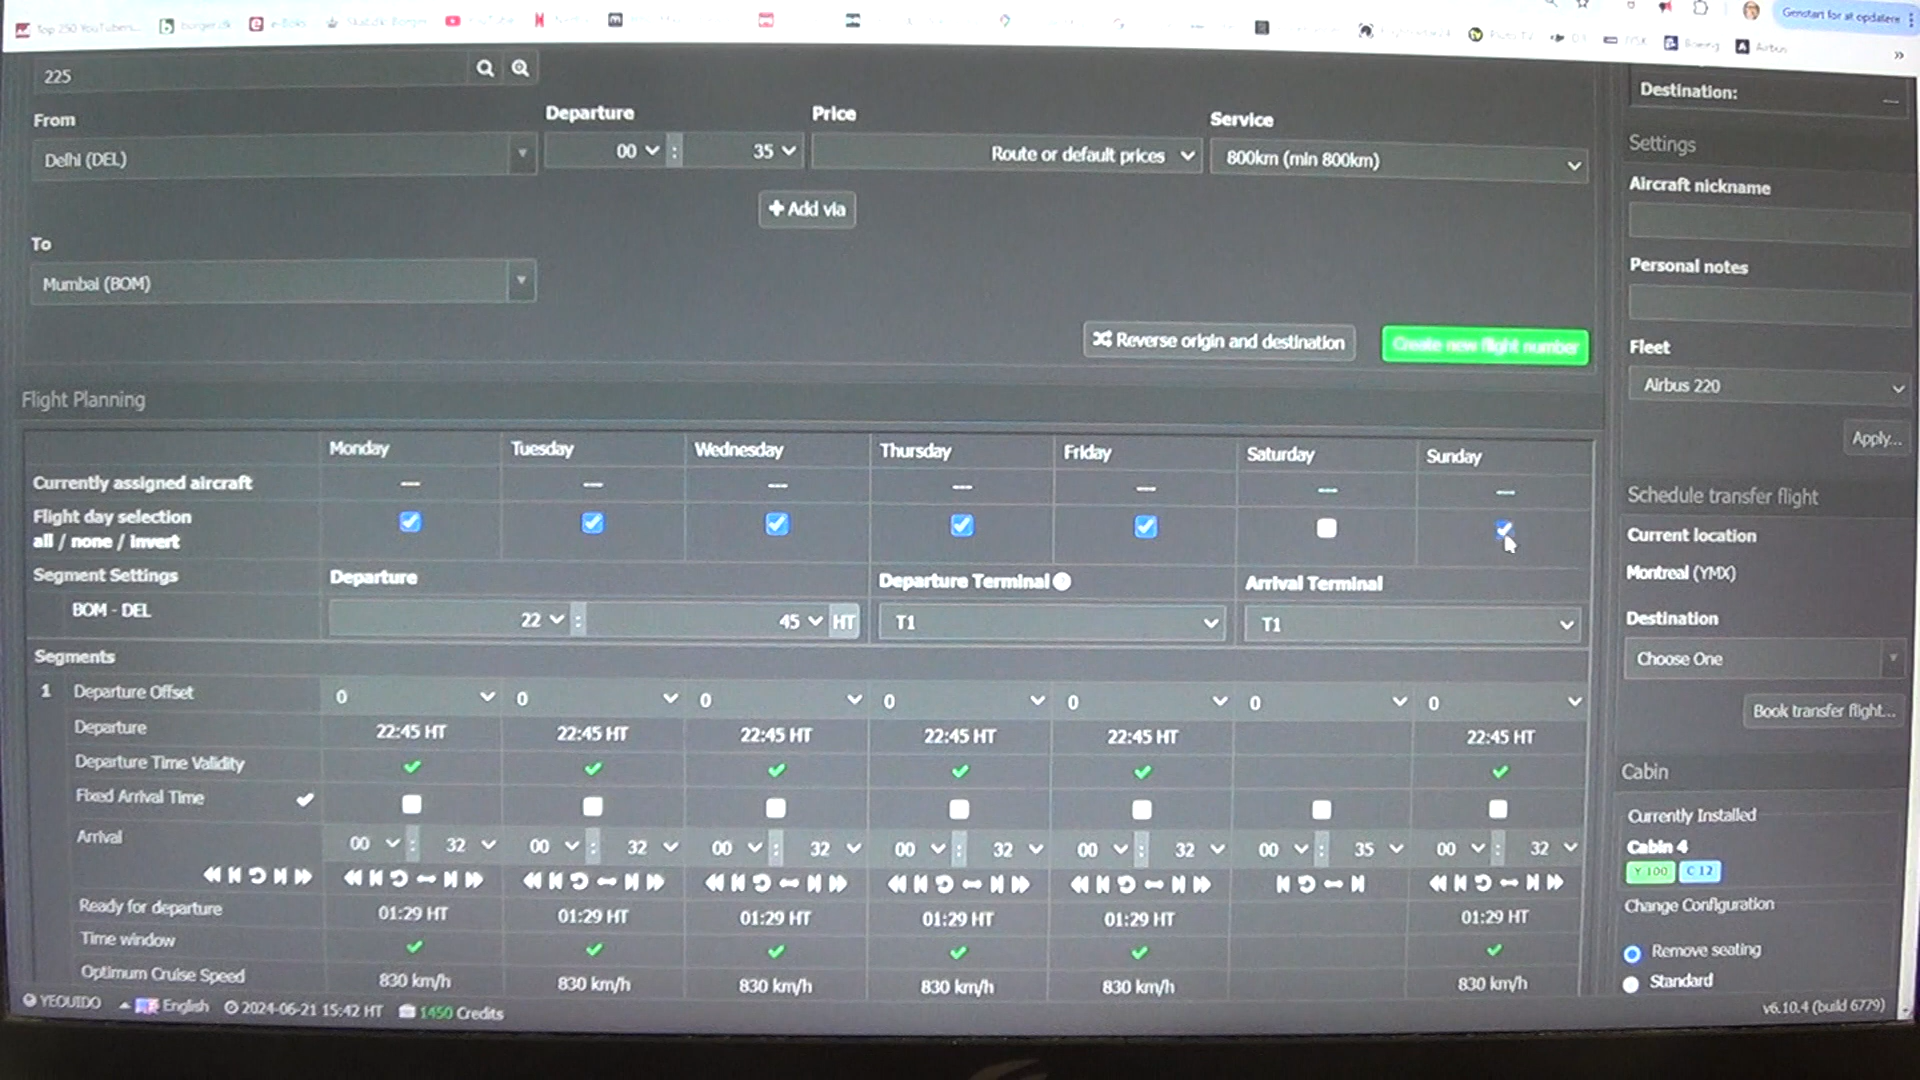 Top 250 YouTubers...
borger.dk
e-Boks
YouTube
Boeing
Airbus
Genstart for at opdatere
»
225
From
Departure
Price
Service
Delhi (DEL)
00 : 35
Route or default prices
800km (min 800km)
Add via
To
Mumbai (BOM)
Reverse origin and destination
Create new flight number
Flight Planning
Monday Tuesday Wednesday Thursday Friday Saturday Sunday
Currently assigned aircraft --- --- --- --- --- --- ---
Flight day selection
all / none / invert
Segment Settings
Departure
Departure Terminal
Arrival Terminal
BOM - DEL
22 : 45 HT
T1
T1
Segments
1 Departure Offset 0 0 0 0 0 0 0
Departure 22:45 HT 22:45 HT 22:45 HT 22:45 HT 22:45 HT 22:45 HT
Departure Time Validity
Fixed Arrival Time
Arrival 00 : 32 00 : 32 00 : 32 00 : 32 00 : 32 00 : 35 00 : 32
Ready for departure 01:29 HT 01:29 HT 01:29 HT 01:29 HT 01:29 HT 01:29 HT
Time window
Optimum Cruise Speed 830 km/h 830 km/h 830 km/h 830 km/h 830 km/h 830 km/h
YEOUIDO English 2024-06-21 15:42 HT 1450 Credits
Destination: ---
Settings
Aircraft nickname
Personal notes
Fleet
Airbus 220
Apply...
Schedule transfer flight
Current location
Montreal (YMX)
Destination
Choose One
Book transfer flight...
Cabin
Currently Installed
Cabin 4
Y 100 C 12
Change Configuration
Remove seating
Standard
v6.10.4 (build 6779)